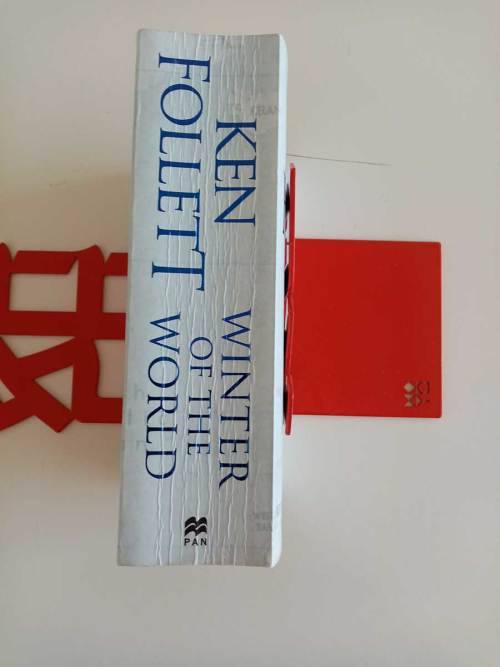 KEN
FOLLETT
WINTER
OF THE
WORLD
PAN